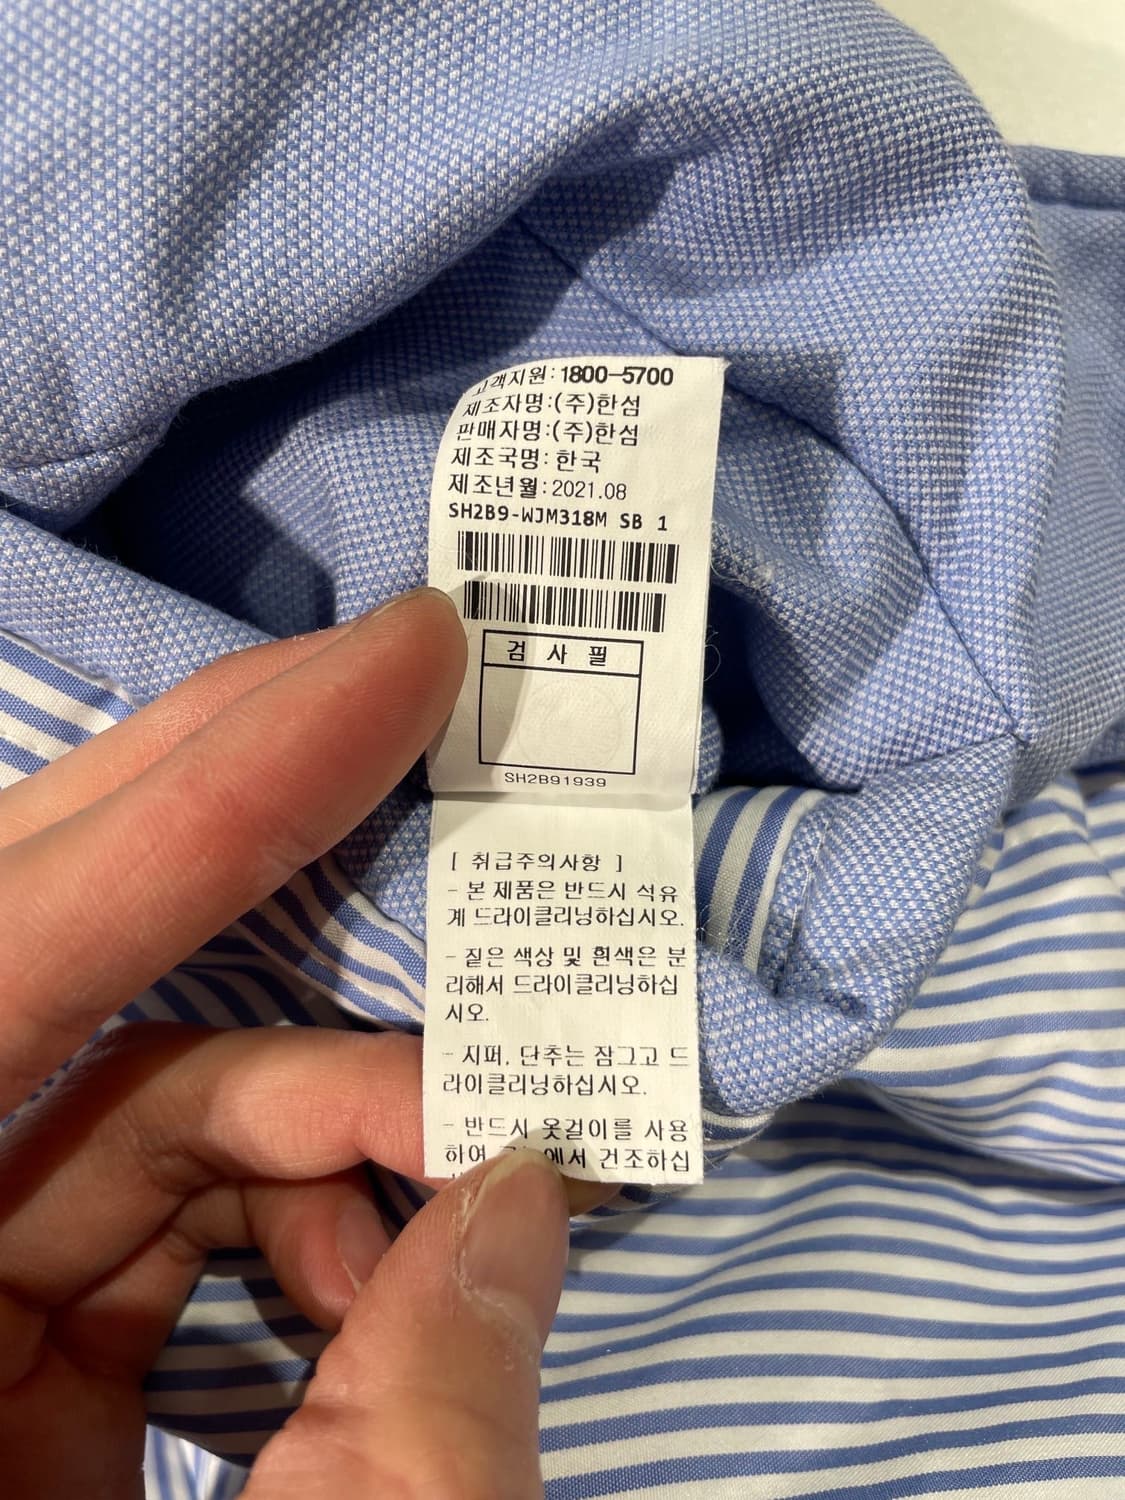 고객지원:1800-5700
제조자명:(주)한섬
판매자명:(주)한섬
제조국명:한국
제조년월:2021.08
SH2B9-WJM318M SB 1
검 사 필
SH2B91939
[ 취급주의사항 ]
- 본 제품은 반드시 석유
계 드라이클리닝하십시오.
- 짙은 색상 및 흰색은 분
리해서 드라이클리닝하십
시오.
- 지퍼, 단추는 잠그고 드
라이클리닝하십시오.
- 반드시 옷걸이를 사용
하여 에서 건조하십